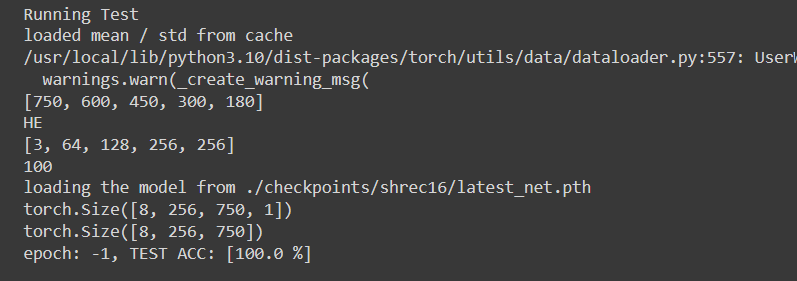 Running Test
loaded mean / std from cache
/usr/local/lib/python3.10/dist-packages/torch/utils/data/dataloader.py:557: UserW
warnings.warn(_create_warning_msg(
[750, 600, 450, 300, 180]
HE
[3, 64, 128, 256, 256]
100
loading the model from ./checkpoints/shrec16/latest_net.pth
torch.Size([8, 256, 750, 1])
torch.Size([8, 256, 750])
epoch: -1, TEST ACC: [100.0 %]